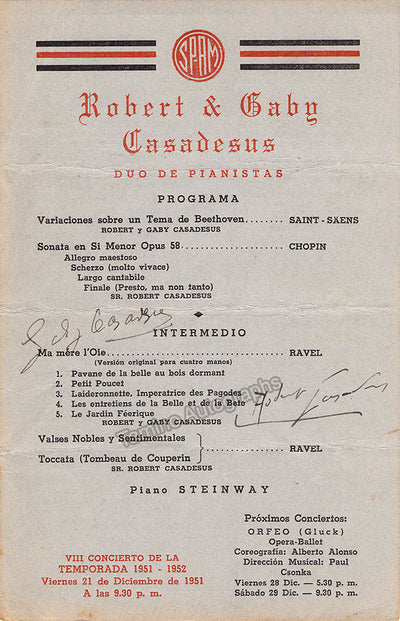 SPAM
Robert & Gaby
Casadesus
DUO DE PIANISTAS
PROGRAMA
Variaciones sobre un Tema de Beethoven........ SAINT-SAËNS
ROBERT y GABY CASADESUS
Sonata en Si Menor Opus 58 CHOPIN
Allegro maestoso
Scherzo (molto vivace)
Largo cantabile
Finale (Presto, ma non tanto)
SR. ROBERT CASADESUS
Gaby Casadesus
INTERMEDIO
Ma mère l'Oie RAVEL
(Versión original para cuatro manos)
1. Pavane de la belle au bois dormant
2. Petit Poucet
3. Laideronnette, Imperatrice des Pagodes
4. Les entretiens de la Belle et de la Bete
5. Le Jardin Féerique
ROBERT y GABY CASADESUS
Robert Casadesus
Tamino Autographs
Valses Nobles y Sentimentales
Toccata (Tombeau de Couperin
RAVEL
SR. ROBERT CASADESUS
Piano STEINWAY
VIII CONCIERTO DE LA
TEMPORADA 1951 - 1952
Viernes 21 de Diciembre de 1951
A las 9.30 p. m.
Próximos Conciertos:
ORFEO (Gluck)
Opera-Ballet
Coreografía: Alberto Alonso
Dirección Musical: Paul
Csonka
Viernes 28 Dic. — 5.30 p. m.
Sábado 29 Dic. — 9.30 p. m.